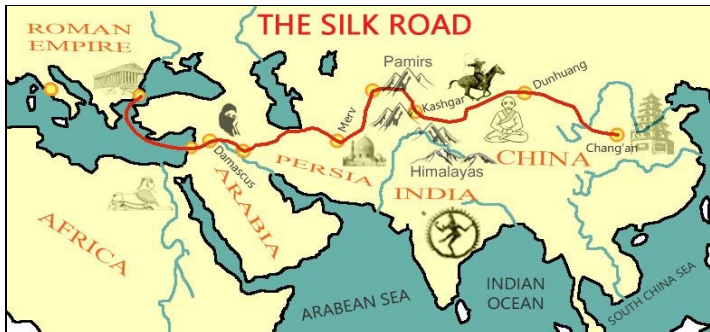 THE SILK ROAD
ROMAN
EMPIRE
Pamirs
Dunhuang
Kashgar
Merv
Chang'an
Damascus
PERSIA
CHINA
Himalayas
INDIA
ARABIA
AFRICA
ARABEAN SEA
INDIAN
OCEAN
SOUTH CHINA SEA